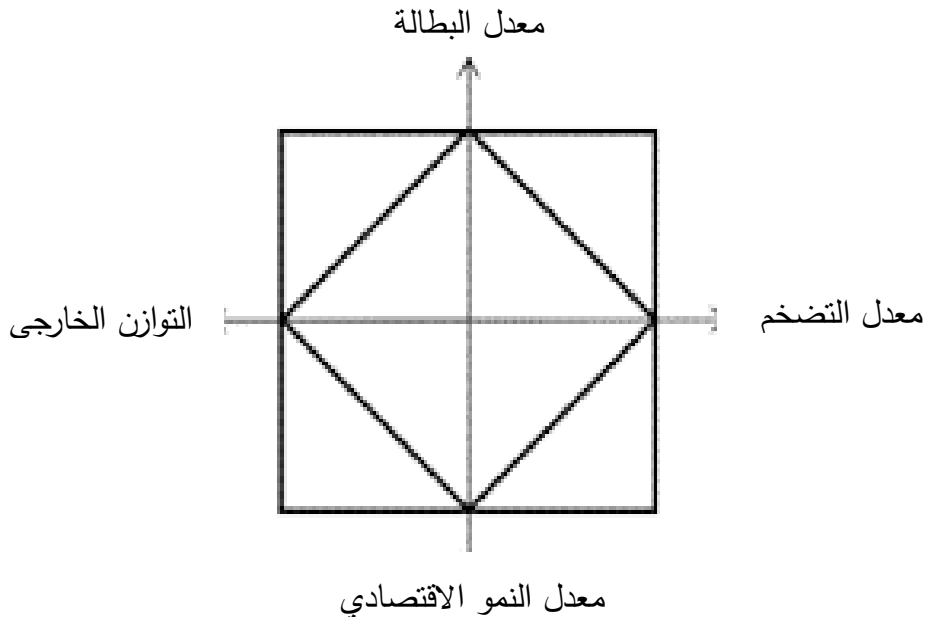 معدل البطالة
معدل التضخم
التوازن الخارجى
معدل النمو الاقتصادي